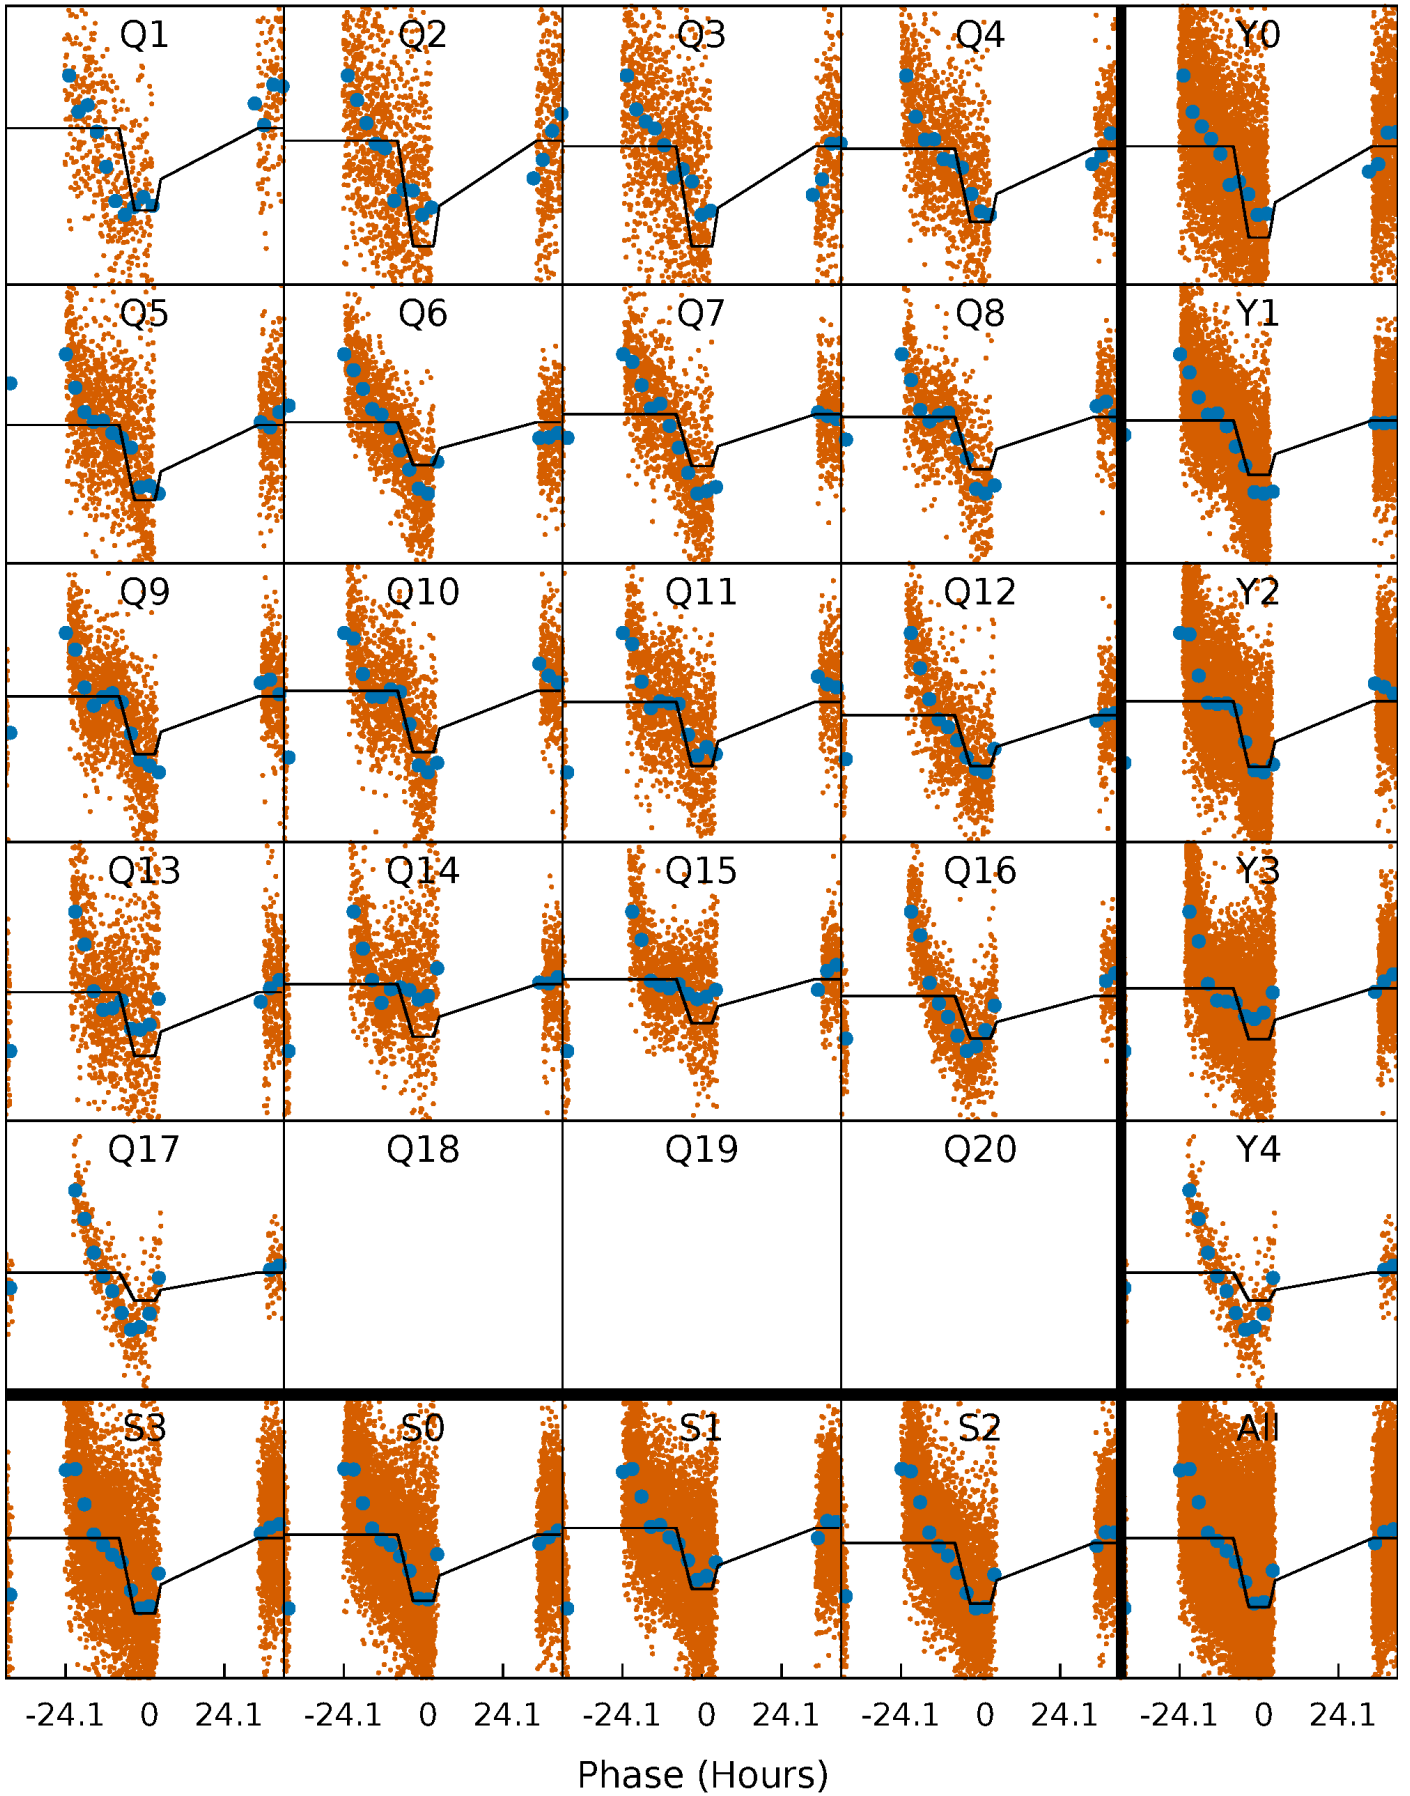 Q1 Q2 Q3 Q4 Y0
Q5 Q6 Q7 Q8 Y1
Q9 Q10 Q11 Q12 Y2
Q13 Q14 Q15 Q16 Y3
Q17 Q18 Q19 Q20 Y4
S3 S0 S1 S2 All
-24.1 0 24.1 -24.1 0 24.1 -24.1 0 24.1 -24.1 0 24.1 -24.1 0 24.1
Phase (Hours)